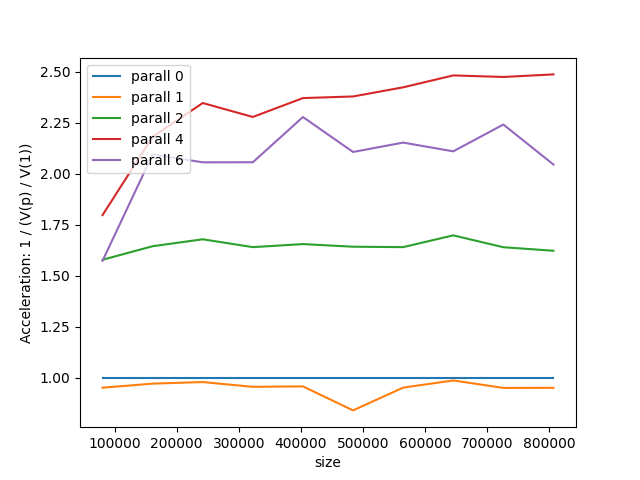 2.50
2.25
2.00
1.75
1.50
1.25
1.00
Acceleration: 1 / (V(p) / V(1))
parall 0
parall 1
parall 2
parall 4
parall 6
100000 200000 300000 400000 500000 600000 700000 800000
size